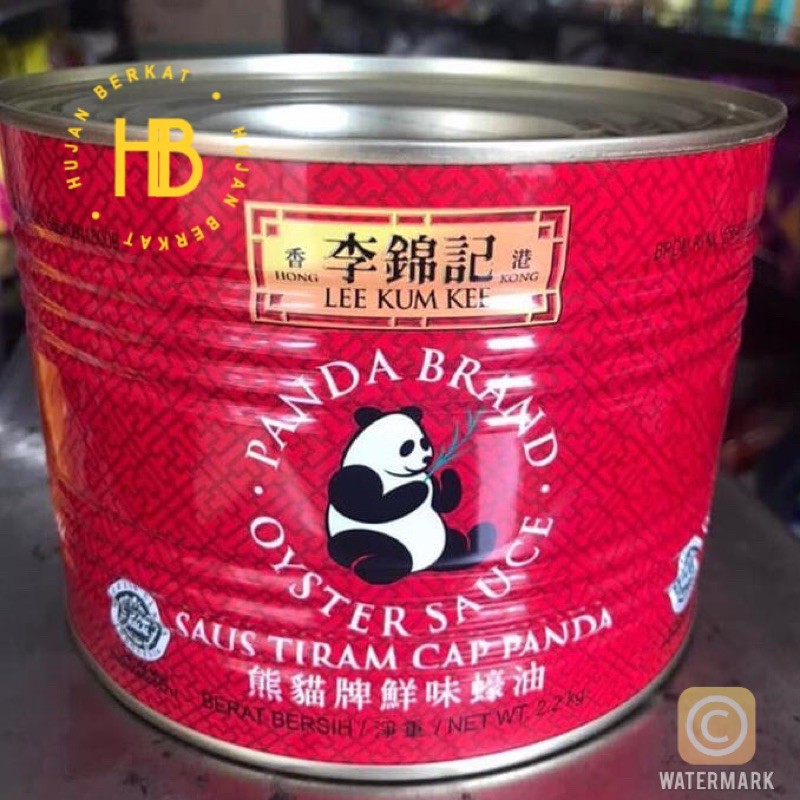 HUJAN BERKAT • HUJAN BERKAT •
HB
香 李錦記 港
HONG LEE KUM KEE KONG
PANDA BRAND
OYSTER SAUCE
SAUS TIRAM CAP PANDA
熊貓牌鮮味蠔油
BERAT BERSIH / 淨重 / NET WT. 2.2 kg
©
WATERMARK